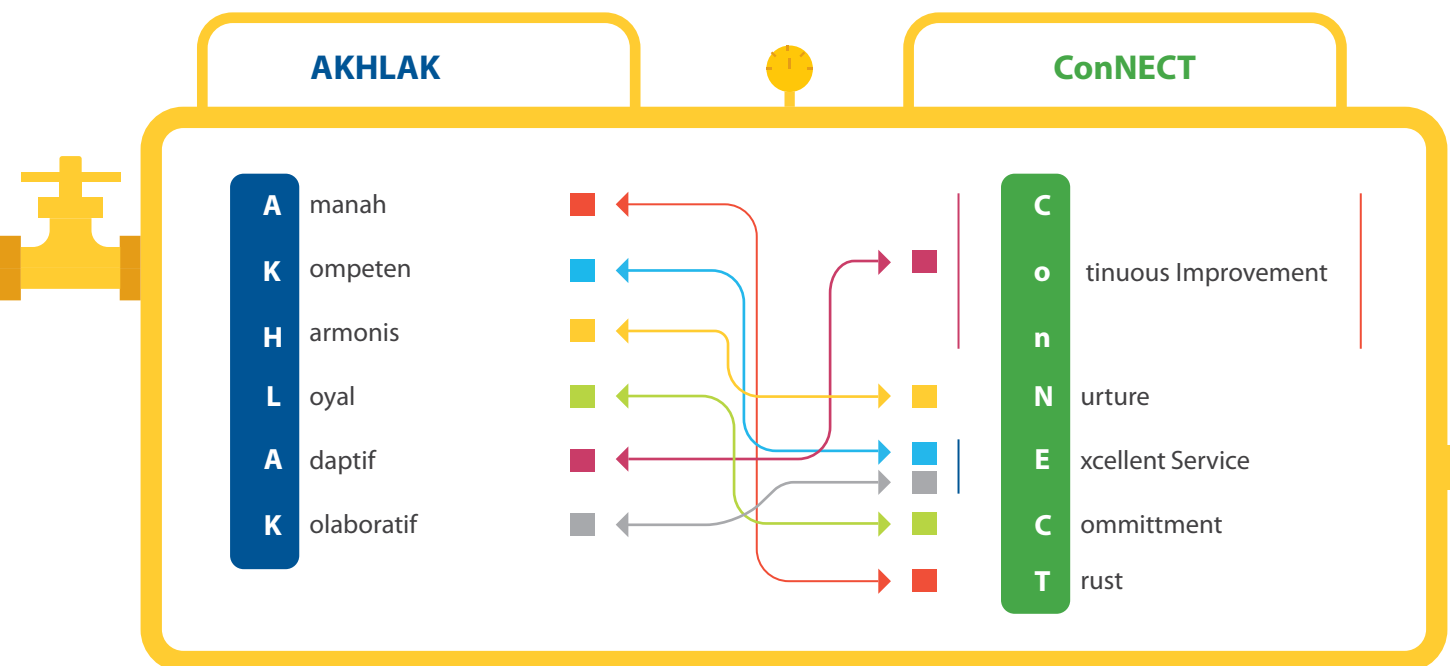 AKHLAK
ConNECT
A manah
K ompeten
H armonis
L oyal
A daptif
K olaboratif
C
o tinuous Improvement
n
N urture
E xcellent Service
C ommittment
T rust